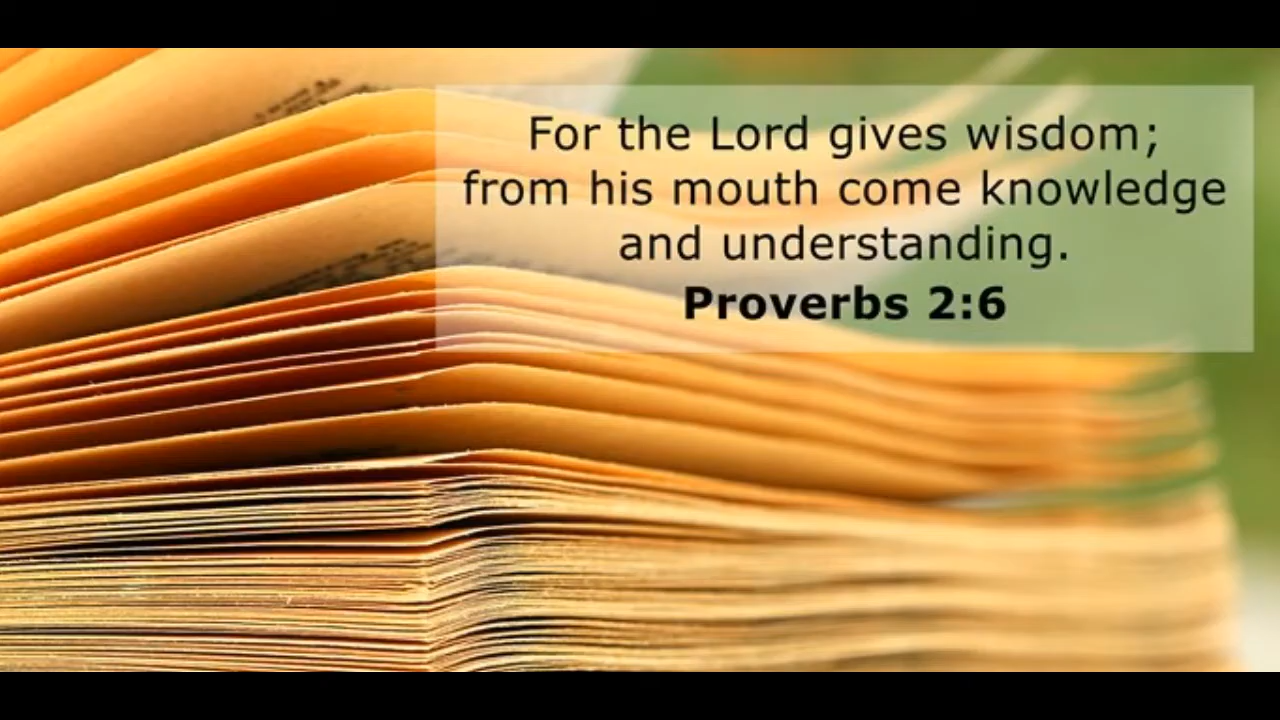 For the Lord gives wisdom;
from his mouth come knowledge
and understanding.
Proverbs 2:6